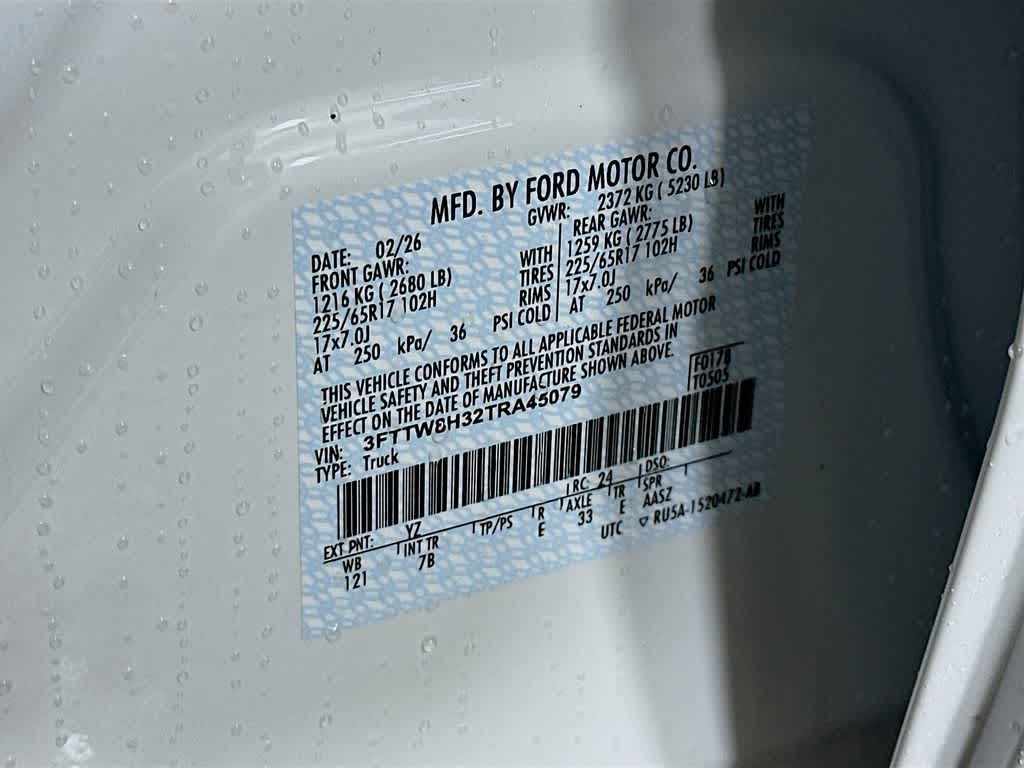 MFD. BY FORD MOTOR CO.
DATE: 02/26
GVWR: 2372 KG ( 5230 LB)
FRONT GAWR:
1216 KG ( 2680 LB) WITH
225/65R17 102H TIRES
17x7.0J RIMS
AT 250 kPa/ 36 PSI COLD
REAR GAWR: WITH
1259 KG ( 2775 LB) TIRES
225/65R17 102H RIMS
17x7.0J
AT 250 kPa/ 36 PSI COLD
THIS VEHICLE CONFORMS TO ALL APPLICABLE FEDERAL MOTOR
VEHICLE SAFETY AND THEFT PREVENTION STANDARDS IN
EFFECT ON THE DATE OF MANUFACTURE SHOWN ABOVE.
VIN: 3FTTW8H32TRA45079
TYPE: Truck
F0178
T0505
EXT PNT: YZ RC: 24 DSO:
WB INT TR TP/PS R AXLE TR SPR
121 7B E 33 E AASZ
UTC ▽ RU5A-1520472-AB